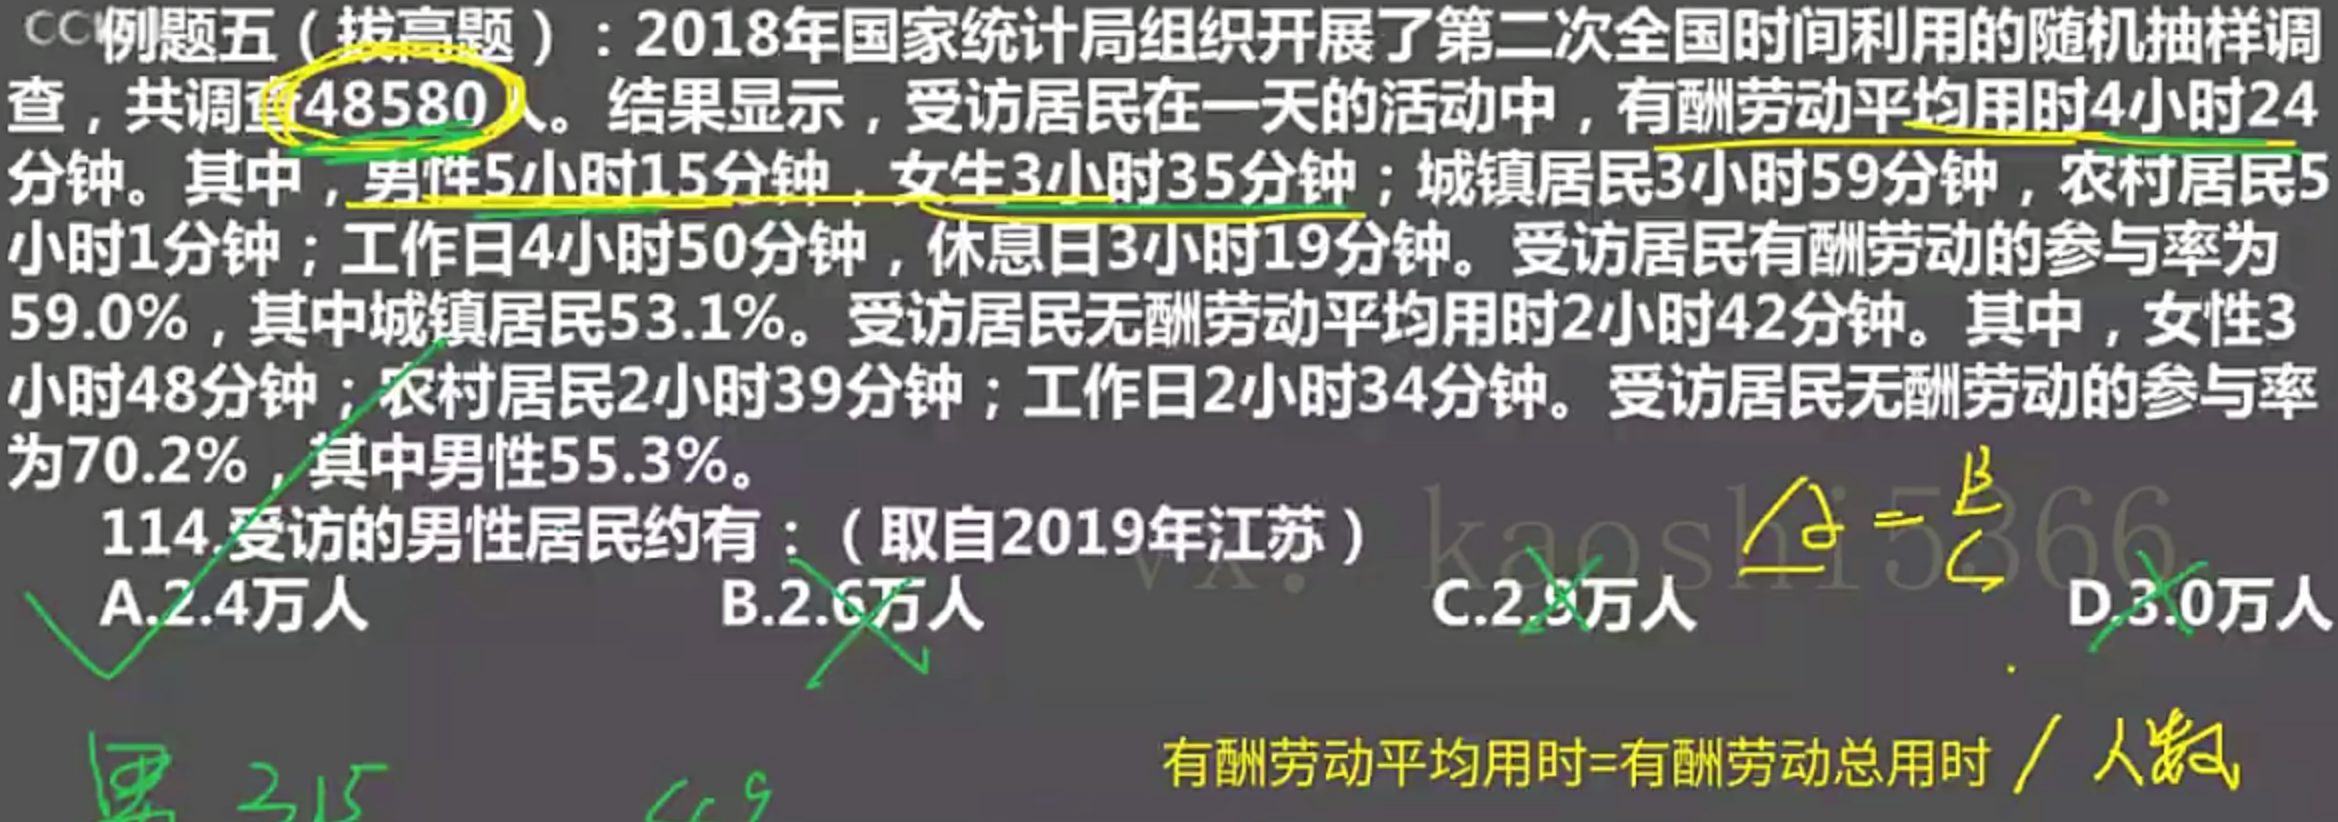 例题五（拔高题）：2018年国家统计局组织开展了第二次全国时间利用的随机抽样调
查，共调查48580人。结果显示，受访居民在一天的活动中，有酬劳动平均用时4小时24
分钟。其中，男性5小时15分钟，女生3小时35分钟；城镇居民3小时59分钟，农村居民5
小时1分钟；工作日4小时50分钟，休息日3小时19分钟。受访居民有酬劳动的参与率为
59.0%，其中城镇居民53.1%。受访居民无酬劳动平均用时2小时42分钟。其中，女性3
小时48分钟；农村居民2小时39分钟；工作日2小时34分钟。受访居民无酬劳动的参与率
为70.2%，其中男性55.3%。
A = B
C
114.受访的男性居民约有：（取自2019年江苏）
vx: kaoshi5366
A.2.4万人 B.2.6万人 C.2.9万人 D.3.0万人
有酬劳动平均用时=有酬劳动总用时 / 人数
男 315